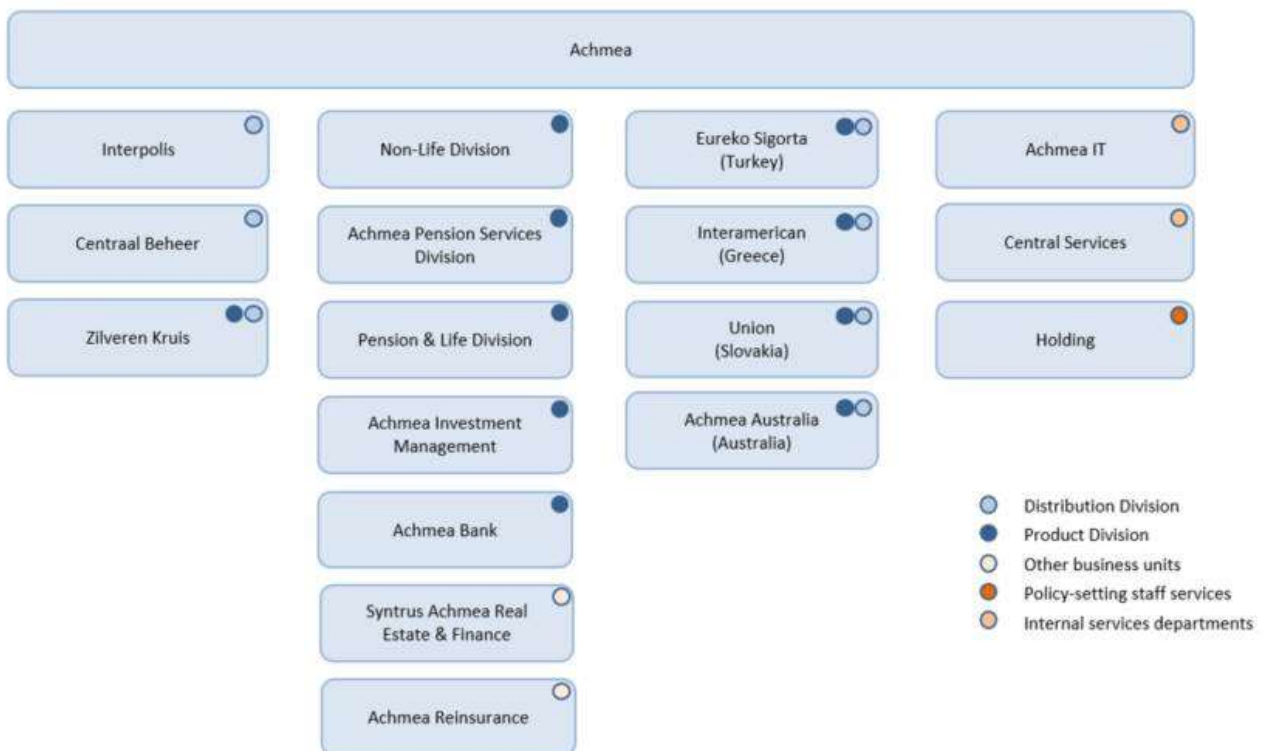 Achmea
Interpolis
Non-Life Division
Eureko Sigorta
(Turkey)
Achmea IT
Centraal Beheer
Achmea Pension Services
Division
Interamerican
(Greece)
Central Services
Zilveren Kruis
Pension & Life Division
Union
(Slovakia)
Holding
Achmea Investment
Management
Achmea Australia
(Australia)
Achmea Bank
Syntrus Achmea Real
Estate & Finance
Achmea Reinsurance
Distribution Division
Product Division
Other business units
Policy-setting staff services
Internal services departments